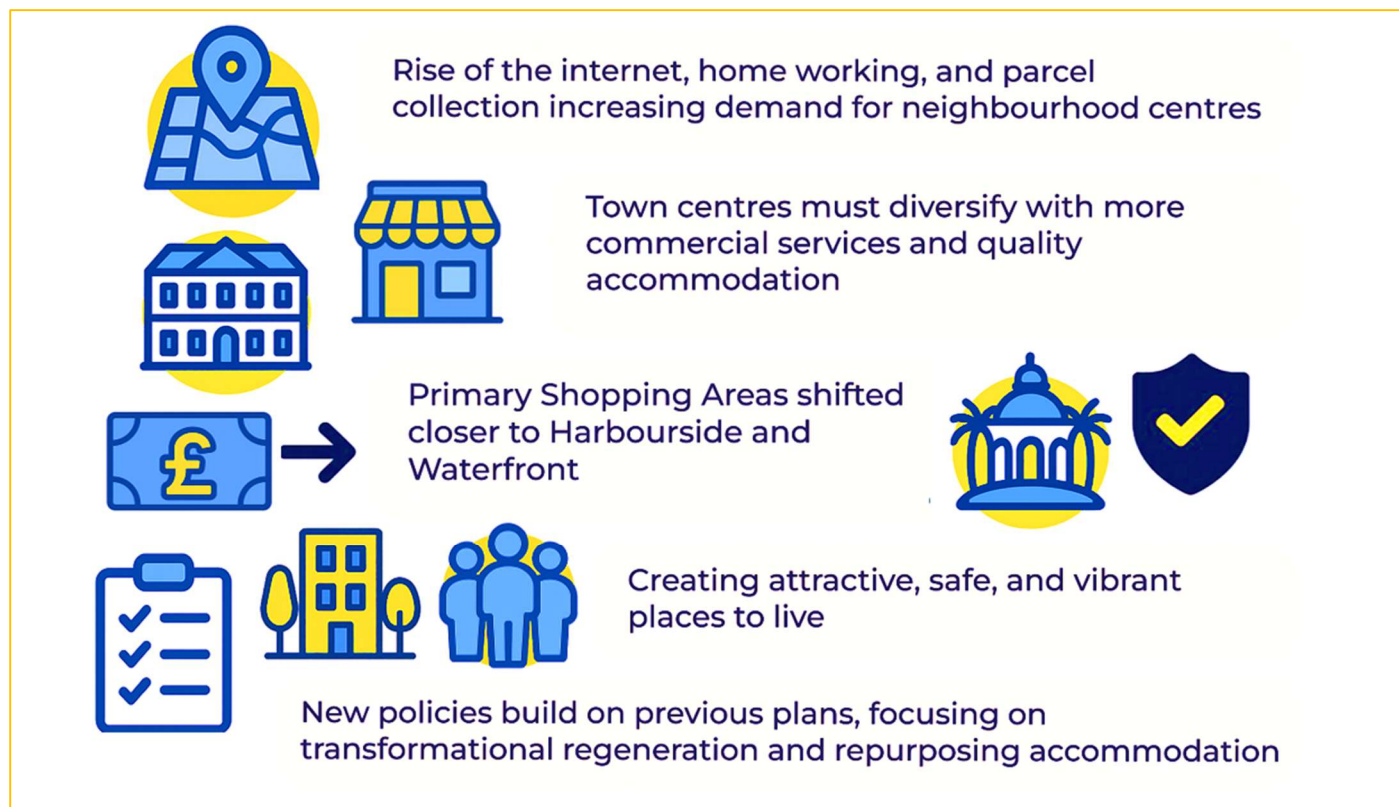 Rise of the internet, home working, and parcel
collection increasing demand for neighbourhood centres
Town centres must diversify with more
commercial services and quality
accommodation
£
Primary Shopping Areas shifted
closer to Harbourside and
Waterfront
Creating attractive, safe, and vibrant
places to live
New policies build on previous plans, focusing on
transformational regeneration and repurposing accommodation